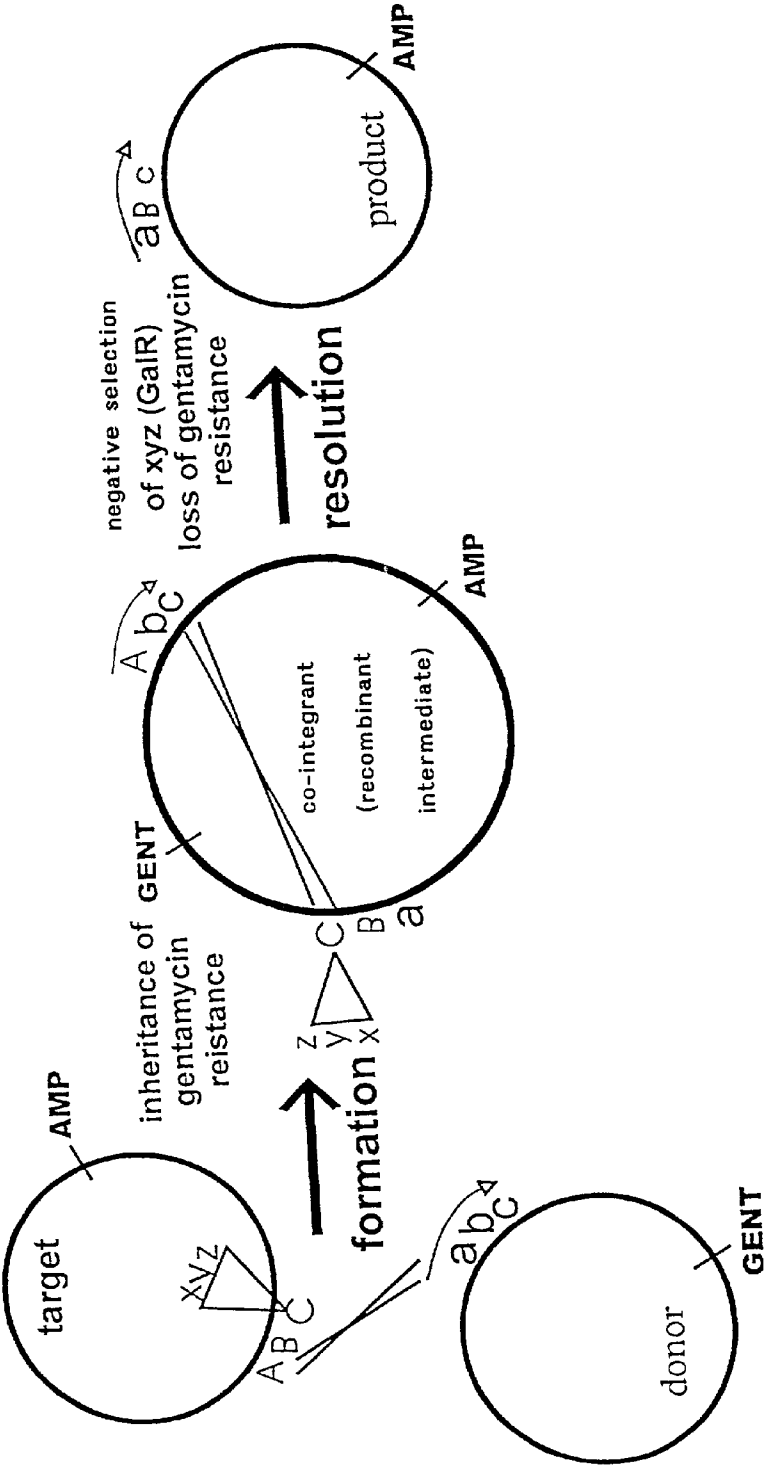 target
AMP
x y z
A B C
a b c
donor
GENT
formation
inheritance of
gentamycin
reistance
GENT
A b c
z
y
x
C
B
a
co-integrant
(recombinant
intermediate)
AMP
negative selection
of xyz (GalR)
loss of gentamycin
resistance
resolution
a B c
product
AMP